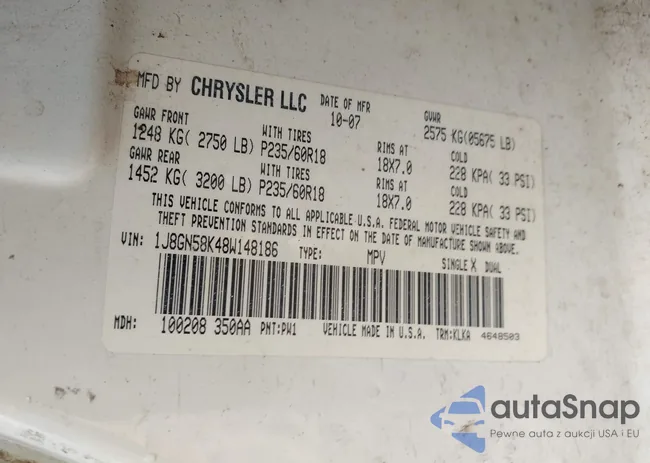 MFD BY CHRYSLER LLC DATE OF MFR GVWR
10-07 2575 KG(05675 LB)
GAWR FRONT WITH TIRES RIMS AT COLD
1248 KG( 2750 LB) P235/60R18 18X7.0 228 KPA( 33 PSI)
GAWR REAR WITH TIRES RIMS AT COLD
1452 KG( 3200 LB) P235/60R18 18X7.0 228 KPA( 33 PSI)
THIS VEHICLE CONFORMS TO ALL APPLICABLE U.S.A. FEDERAL MOTOR VEHICLE SAFETY AND
THEFT PREVENTION STANDARDS IN EFFECT ON THE DATE OF MANUFACTURE SHOWN ABOVE.
VIN: 1J8GN58K48W148186 TYPE: MPV SINGLE X DUAL
MDH: 100208 350AA PNT:PW1 VEHICLE MADE IN U.S.A. TRM:KLKA 4648503
autaSnap
Pewne auta z aukcji USA i EU